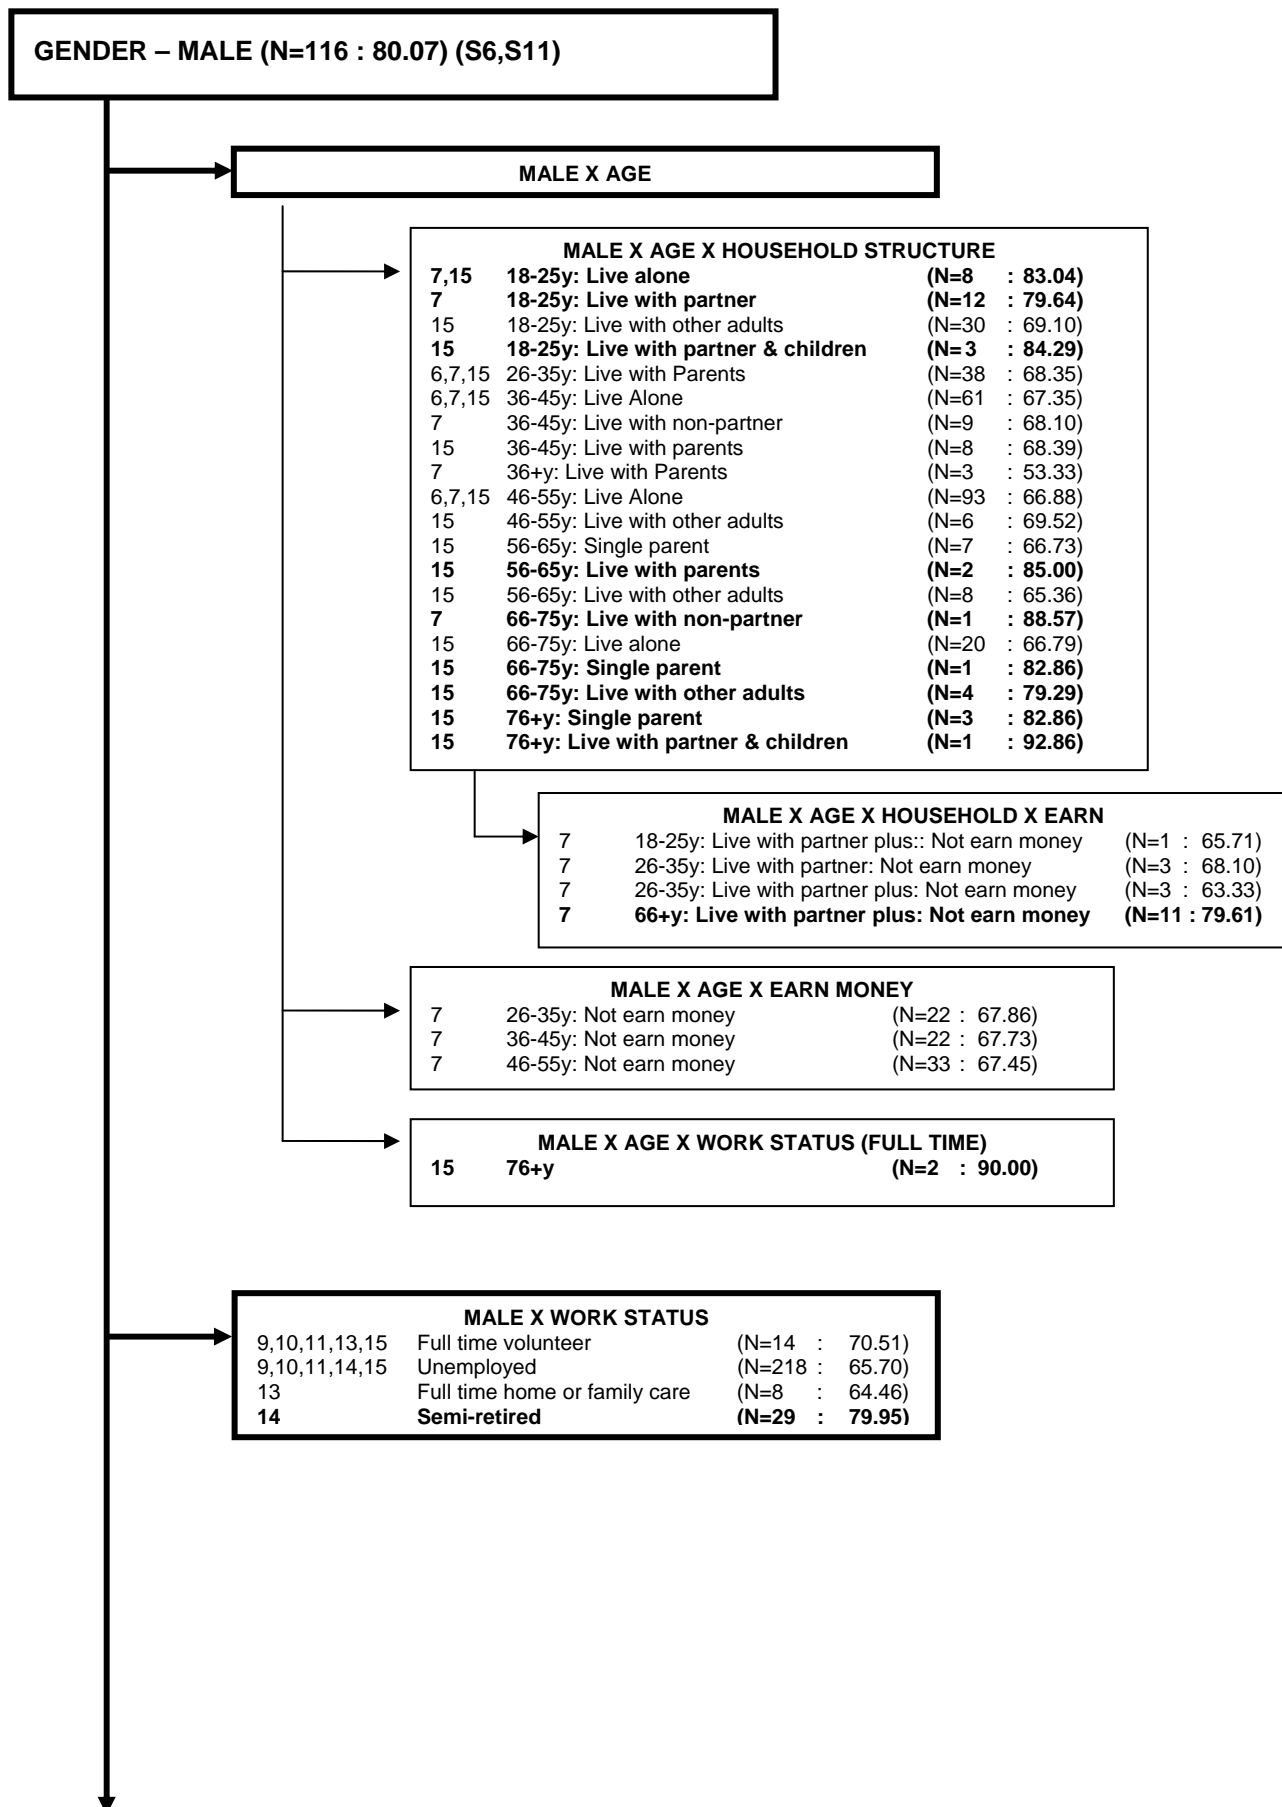 GENDER – MALE (N=116 : 80.07) (S6,S11)
MALE X AGE
MALE X AGE X HOUSEHOLD STRUCTURE
7,15 18-25y: Live alone (N=8 : 83.04)
7 18-25y: Live with partner (N=12 : 79.64)
15 18-25y: Live with other adults (N=30 : 69.10)
15 18-25y: Live with partner & children (N=3 : 84.29)
6,7,15 26-35y: Live with Parents (N=38 : 68.35)
6,7,15 36-45y: Live Alone (N=61 : 67.35)
7 36-45y: Live with non-partner (N=9 : 68.10)
15 36-45y: Live with parents (N=8 : 68.39)
7 36+y: Live with Parents (N=3 : 53.33)
6,7,15 46-55y: Live Alone (N=93 : 66.88)
15 46-55y: Live with other adults (N=6 : 69.52)
15 56-65y: Single parent (N=7 : 66.73)
15 56-65y: Live with parents (N=2 : 85.00)
15 56-65y: Live with other adults (N=8 : 65.36)
7 66-75y: Live with non-partner (N=1 : 88.57)
15 66-75y: Live alone (N=20 : 66.79)
15 66-75y: Single parent (N=1 : 82.86)
15 66-75y: Live with other adults (N=4 : 79.29)
15 76+y: Single parent (N=3 : 82.86)
15 76+y: Live with partner & children (N=1 : 92.86)
MALE X AGE X HOUSEHOLD X EARN
7 18-25y: Live with partner plus:: Not earn money (N=1 : 65.71)
7 26-35y: Live with partner: Not earn money (N=3 : 68.10)
7 26-35y: Live with partner plus: Not earn money (N=3 : 63.33)
7 66+y: Live with partner plus: Not earn money (N=11 : 79.61)
MALE X AGE X EARN MONEY
7 26-35y: Not earn money (N=22 : 67.86)
7 36-45y: Not earn money (N=22 : 67.73)
7 46-55y: Not earn money (N=33 : 67.45)
MALE X AGE X WORK STATUS (FULL TIME)
15 76+y (N=2 : 90.00)
MALE X WORK STATUS
9,10,11,13,15 Full time volunteer (N=14 : 70.51)
9,10,11,14,15 Unemployed (N=218 : 65.70)
13 Full time home or family care (N=8 : 64.46)
14 Semi-retired (N=29 : 79.95)